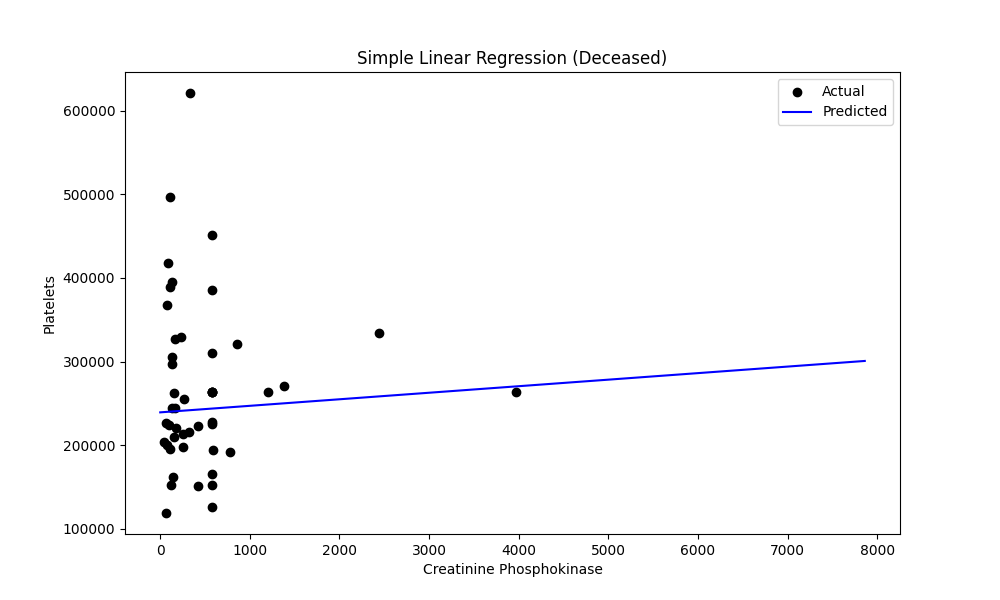 Simple Linear Regression (Deceased)
Actual
Predicted
600000
500000
400000
300000
200000
100000
Platelets
0 1000 2000 3000 4000 5000 6000 7000 8000
Creatinine Phosphokinase